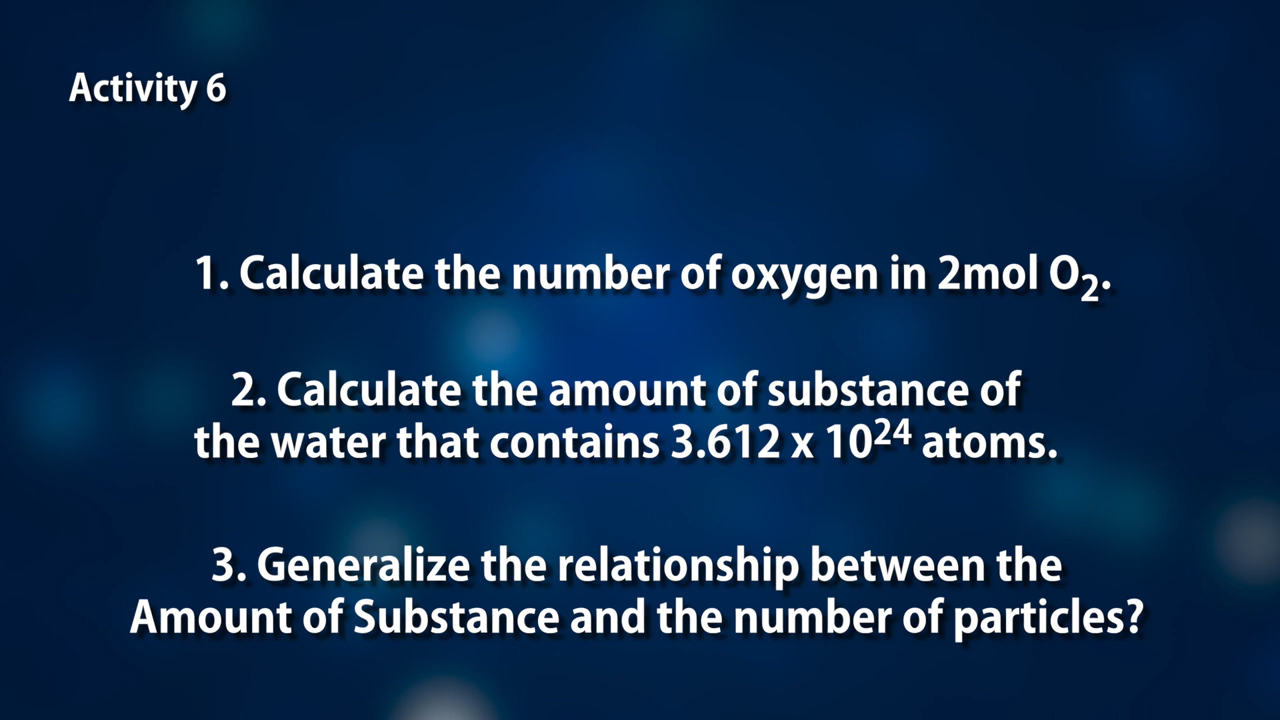 Activity 6
1. Calculate the number of oxygen in 2mol O₂.
2. Calculate the amount of substance of
the water that contains 3.612 x 10²⁴ atoms.
3. Generalize the relationship between the
Amount of Substance and the number of particles?